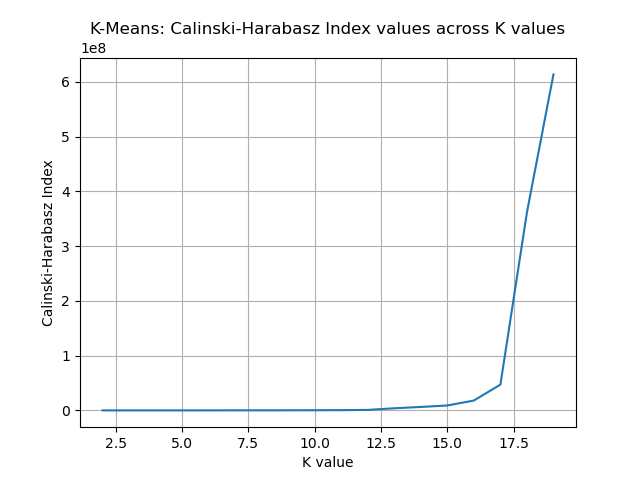 K-Means: Calinski-Harabasz Index values across K values
1e8
6
5
4
3
2
1
0
Calinski-Harabasz Index
2.5 5.0 7.5 10.0 12.5 15.0 17.5
K value